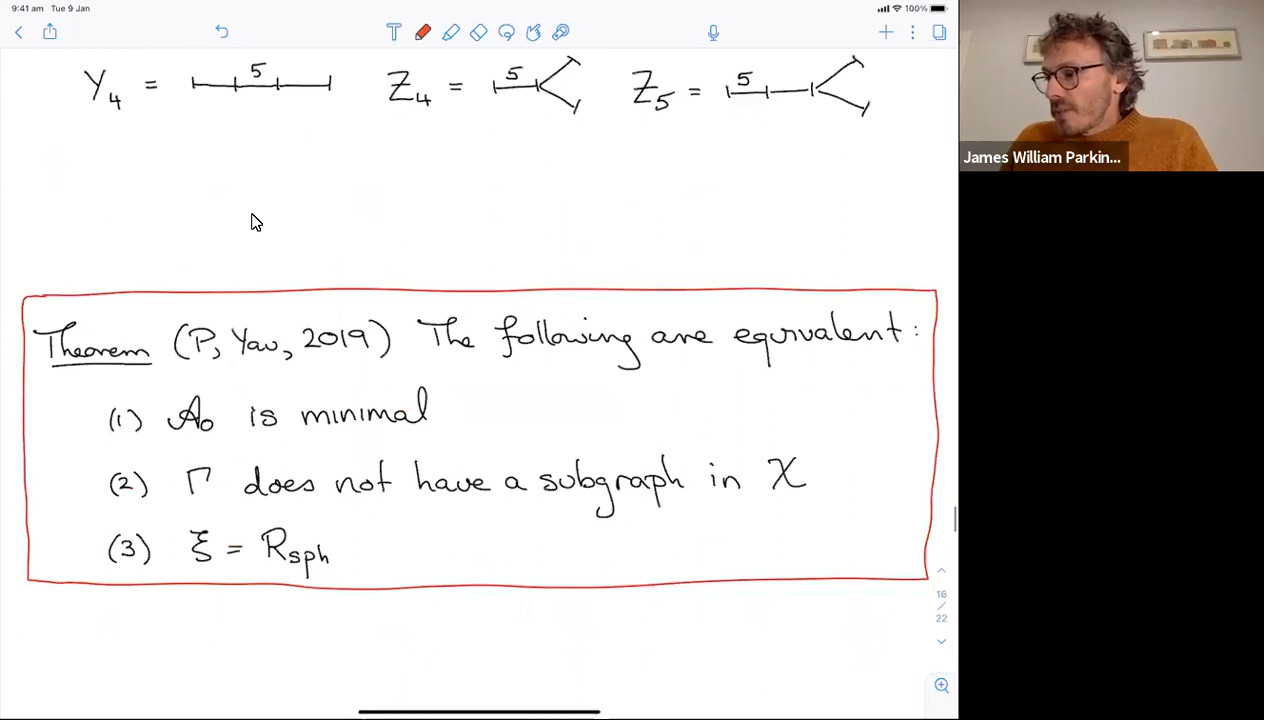 9:41 am Tue 9 Jan
100%
Y₄ = 5 Z₄ = 5 Z₅ = 5
James William Parkin...
Theorem (P, Yau, 2019) The following are equivalent:
(1) 𝒜₀ is minimal
(2) Γ does not have a subgraph in X
(3) ξ = Rsph
16
/
22